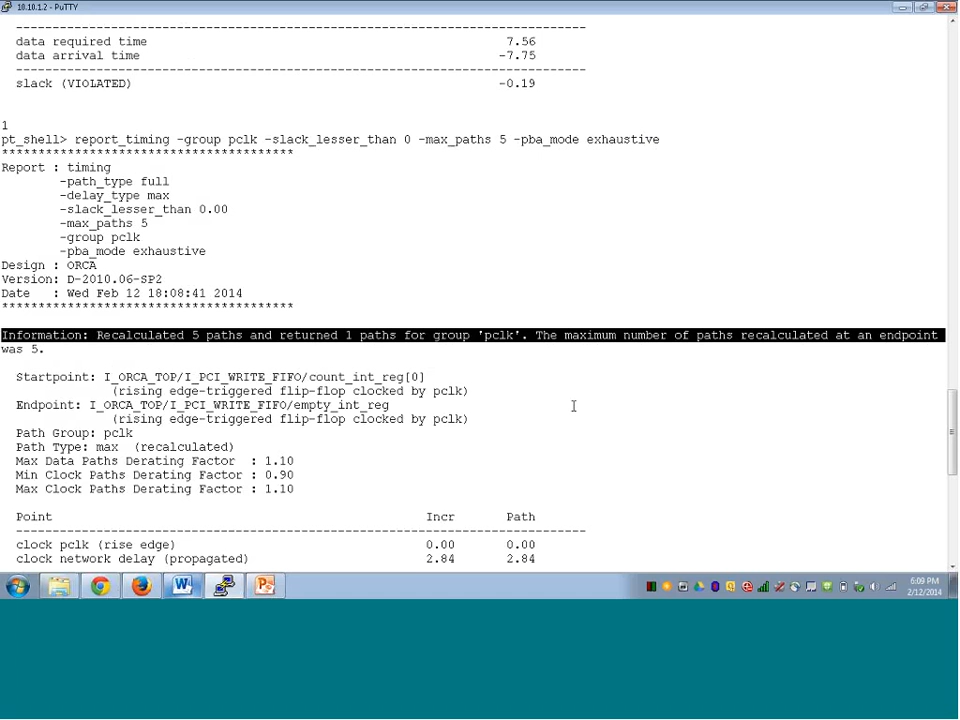 10.10.1.2 - PuTTY
--------------------------------------------------------------------------
data required time 7.56
data arrival time -7.75
--------------------------------------------------------------------------
slack (VIOLATED) -0.19
1
pt_shell> report_timing -group pclk -slack_lesser_than 0 -max_paths 5 -pba_mode exhaustive
****************************************
Report : timing
-path_type full
-delay_type max
-slack_lesser_than 0.00
-max_paths 5
-group pclk
-pba_mode exhaustive
Design : ORCA
Version: D-2010.06-SP2
Date : Wed Feb 12 18:08:41 2014
****************************************
Information: Recalculated 5 paths and returned 1 paths for group 'pclk'. The maximum number of paths recalculated at an endpoint
was 5.
Startpoint: I_ORCA_TOP/I_PCI_WRITE_FIFO/count_int_reg[0]
(rising edge-triggered flip-flop clocked by pclk)
Endpoint: I_ORCA_TOP/I_PCI_WRITE_FIFO/empty_int_reg
(rising edge-triggered flip-flop clocked by pclk)
Path Group: pclk
Path Type: max (recalculated)
Max Data Paths Derating Factor : 1.10
Min Clock Paths Derating Factor : 0.90
Max Clock Paths Derating Factor : 1.10
Point Incr Path
--------------------------------------------------------------------------
clock pclk (rise edge) 0.00 0.00
clock network delay (propagated) 2.84 2.84
6:09 PM
2/12/2014